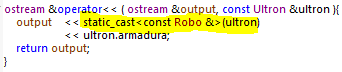 ostream &operator<< ( ostream &output, const Ultron &ultron ){
output << static_cast<const Robo &>(ultron)
<< ultron.armadura;
return output;
}